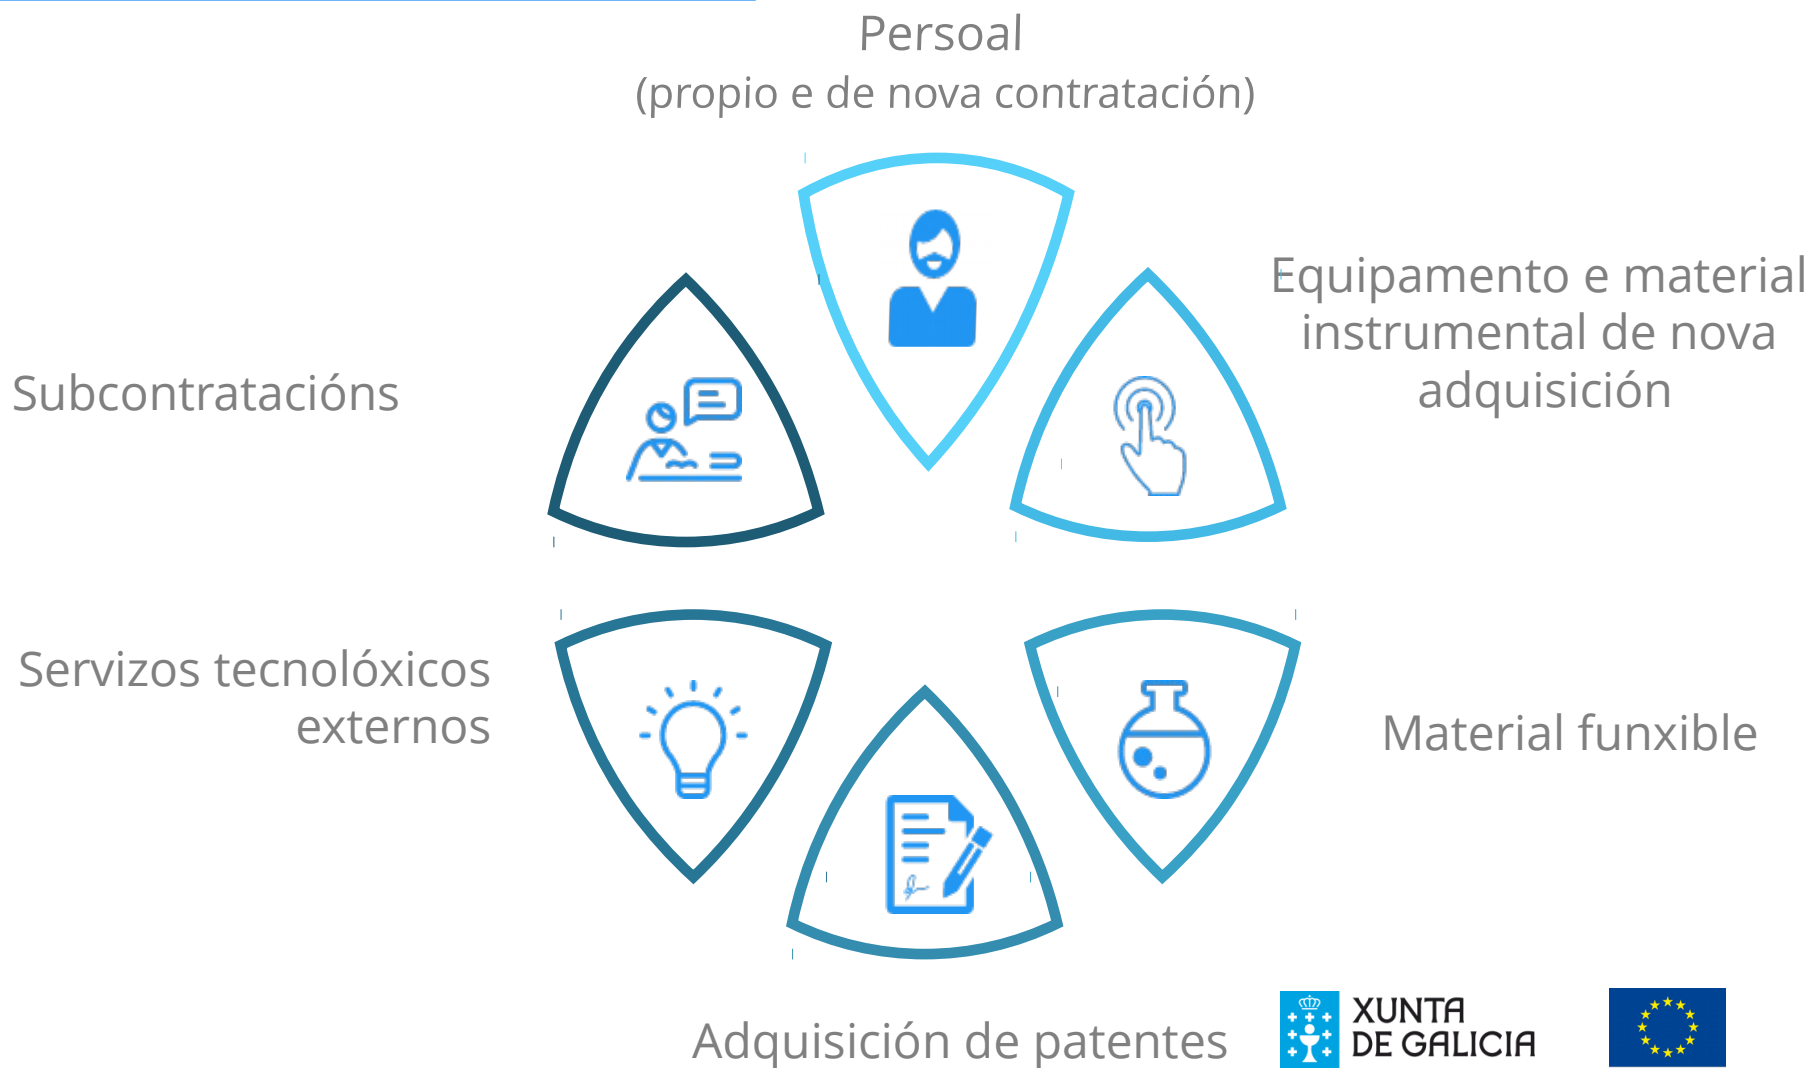 Persoal
(propio e de nova contratación)
Equipamento e material
instrumental de nova
adquisición
Subcontratacións
Servizos tecnolóxicos
externos
Material funxible
Adquisición de patentes
XUNTA
DE GALICIA